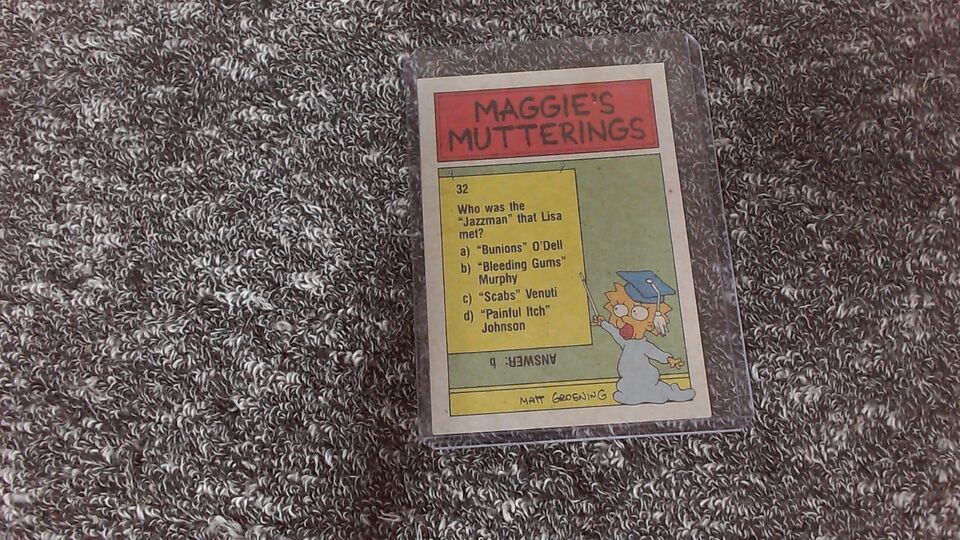 MAGGIE'S
MUTTERINGS
32
Who was the
"Jazzman" that Lisa
met?
a) "Bunions" O'Dell
b) "Bleeding Gums"
Murphy
c) "Scabs" Venuti
d) "Painful Itch"
Johnson
ANSWER: b
MATT GROENING